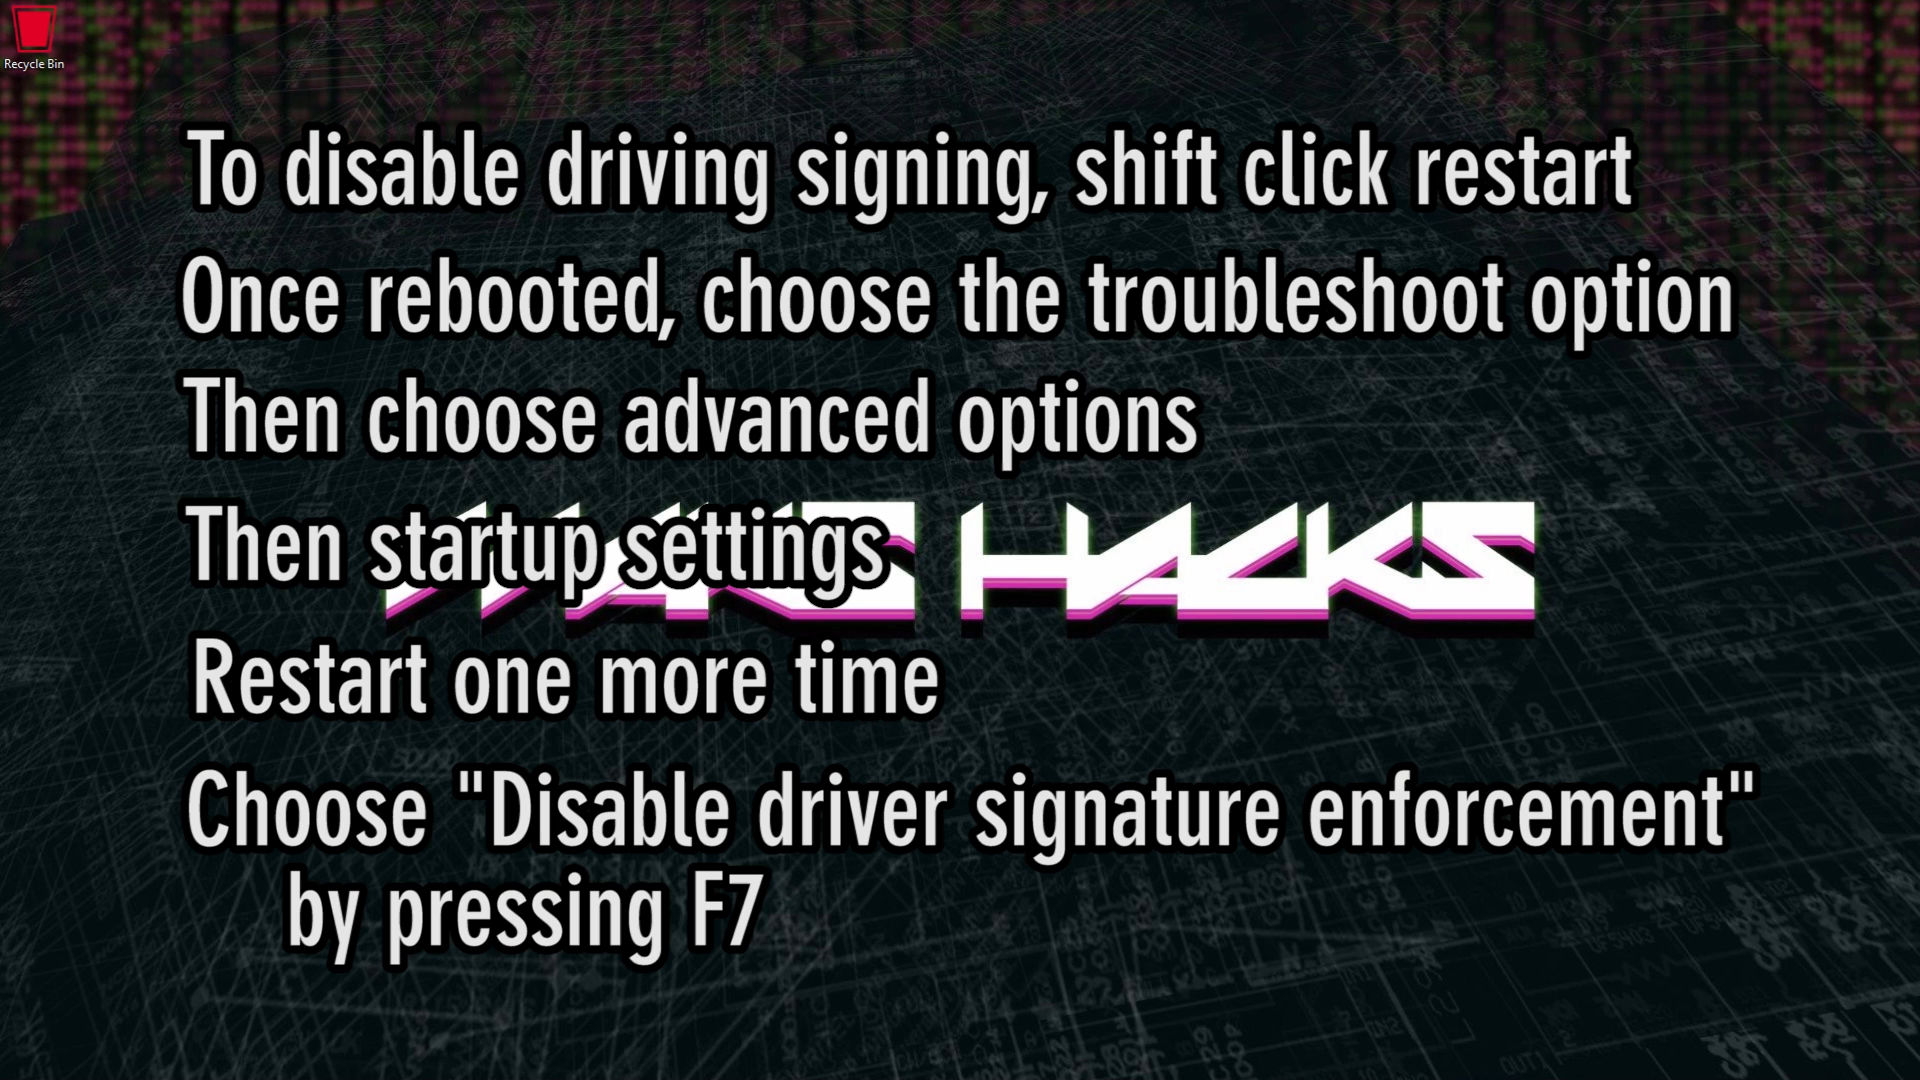 Recycle Bin
To disable driving signing, shift click restart
Once rebooted, choose the troubleshoot option
Then choose advanced options
Then startup settings
HACKS
Restart one more time
Choose "Disable driver signature enforcement"
by pressing F7